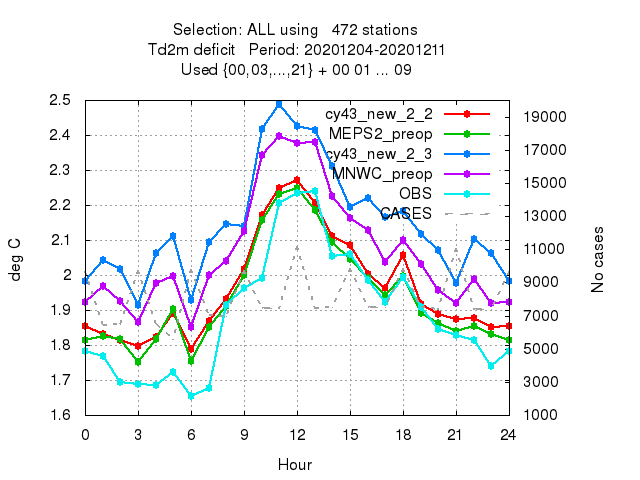 Selection: ALL using 472 stations
Td2m deficit Period: 20201204-20201211
Used {00,03,...,21} + 00 01 ... 09
cy43_new_2_2
MEPS2_preop
cy43_new_2_3
MNWC_preop
OBS
CASES
2.5
2.4
2.3
2.2
2.1
2
1.9
1.8
1.7
1.6
19000
17000
15000
13000
11000
9000
7000
5000
3000
1000
deg C
No cases
0 3 6 9 12 15 18 21 24
Hour